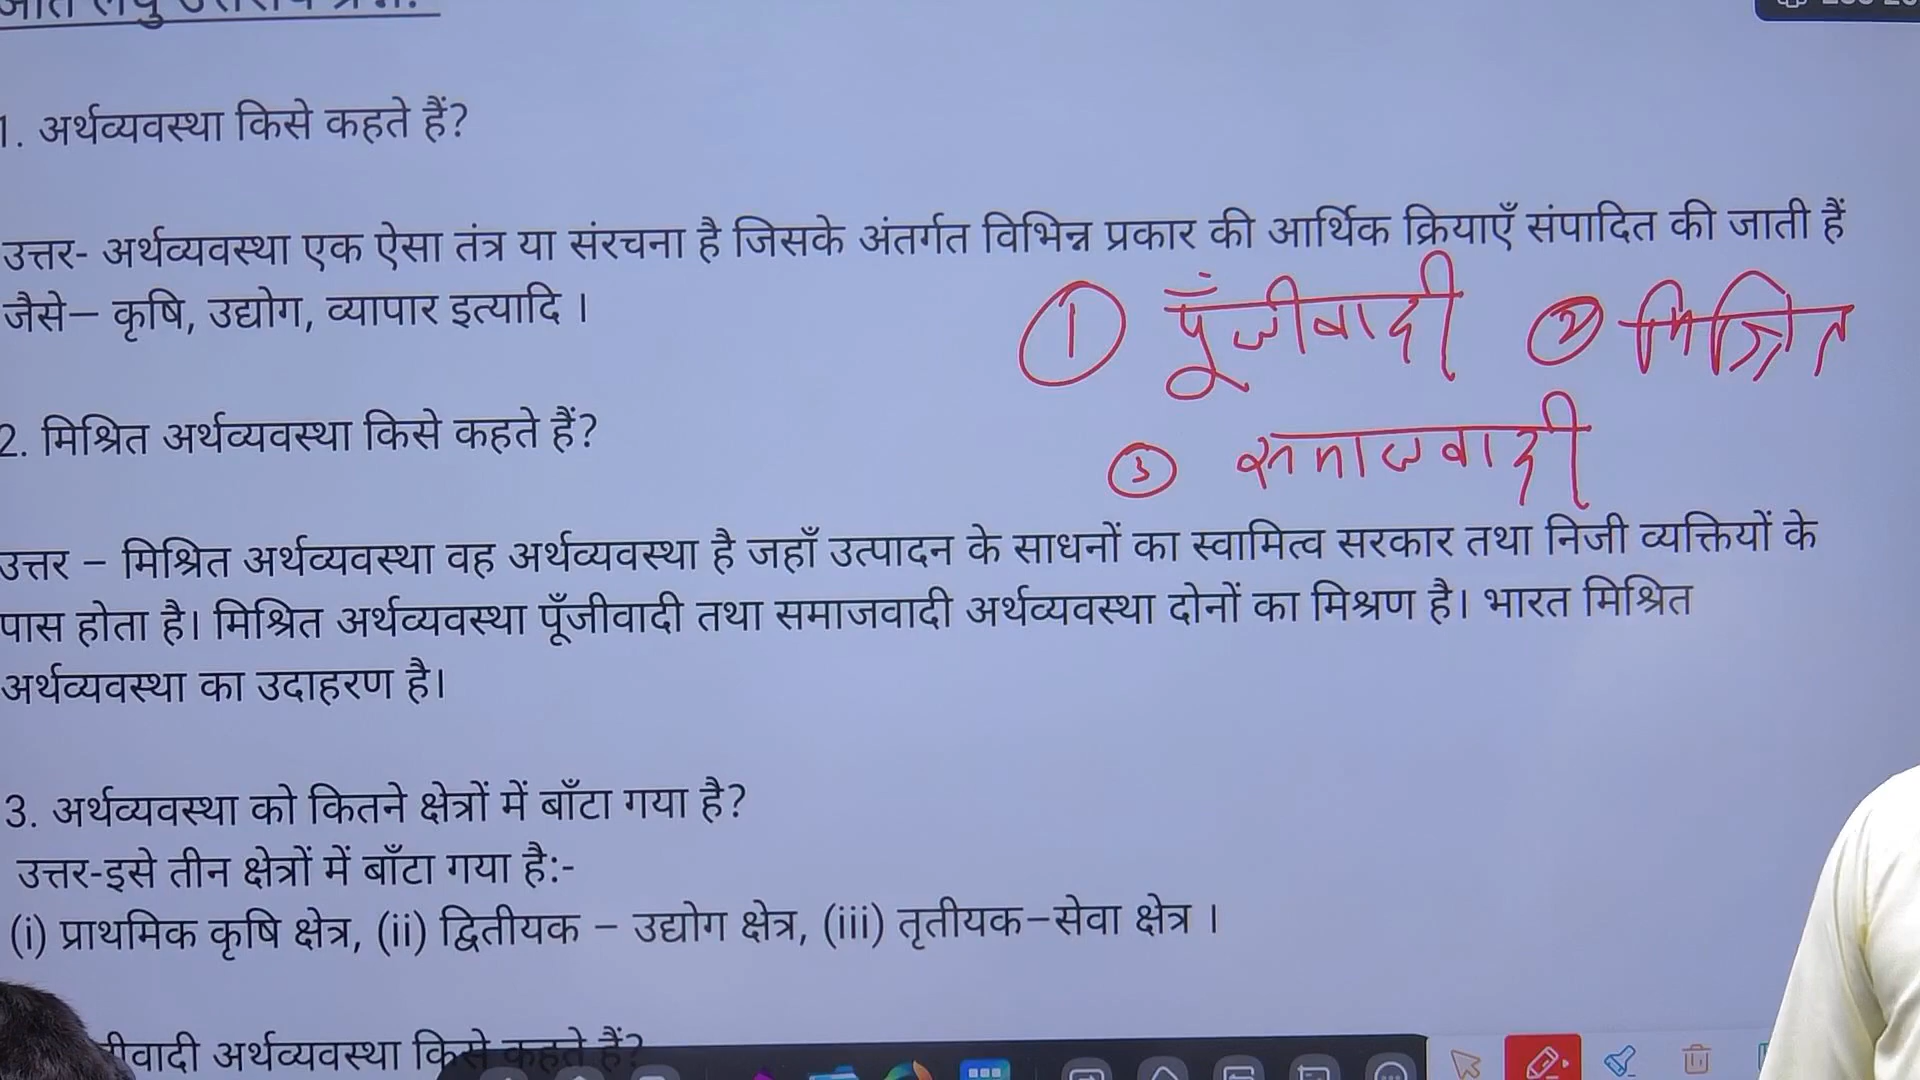 1. अर्थव्यवस्था किसे कहते हैं?
उत्तर- अर्थव्यवस्था एक ऐसा तंत्र या संरचना है जिसके अंतर्गत विभिन्न प्रकार की आर्थिक क्रियाएँ संपादित की जाती हैं
जैसे– कृषि, उद्योग, व्यापार इत्यादि ।
① पूँजीवादी ② मिश्रित
2. मिश्रित अर्थव्यवस्था किसे कहते हैं?
③ समाजवादी
उत्तर – मिश्रित अर्थव्यवस्था वह अर्थव्यवस्था है जहाँ उत्पादन के साधनों का स्वामित्व सरकार तथा निजी व्यक्तियों के
पास होता है। मिश्रित अर्थव्यवस्था पूँजीवादी तथा समाजवादी अर्थव्यवस्था दोनों का मिश्रण है। भारत मिश्रित
अर्थव्यवस्था का उदाहरण है।
3. अर्थव्यवस्था को कितने क्षेत्रों में बाँटा गया है?
उत्तर-इसे तीन क्षेत्रों में बाँटा गया है:-
(i) प्राथमिक कृषि क्षेत्र, (ii) द्वितीयक – उद्योग क्षेत्र, (iii) तृतीयक–सेवा क्षेत्र ।
अर्थव्यवस्था किसे कहते हैं?